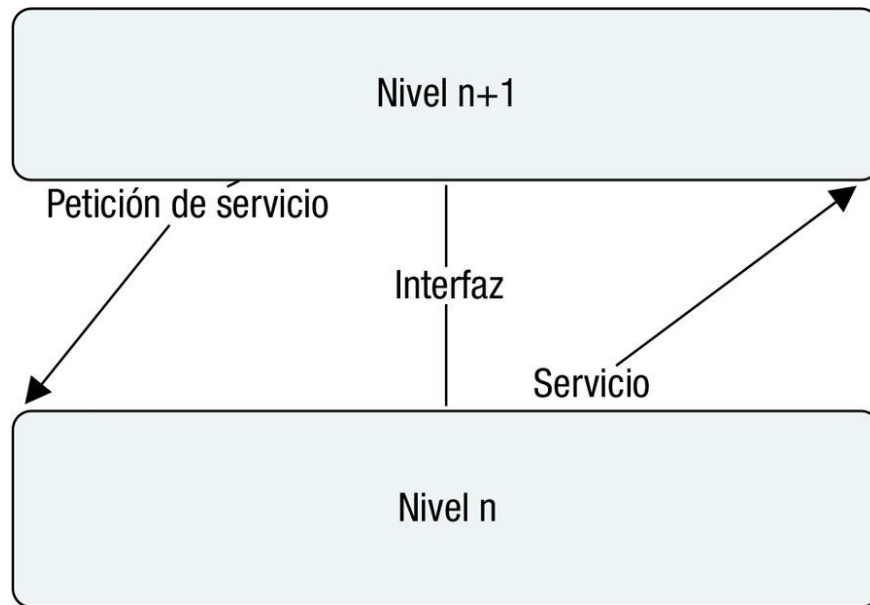 Nivel n+1
Petición de servicio
Interfaz
Servicio
Nivel n